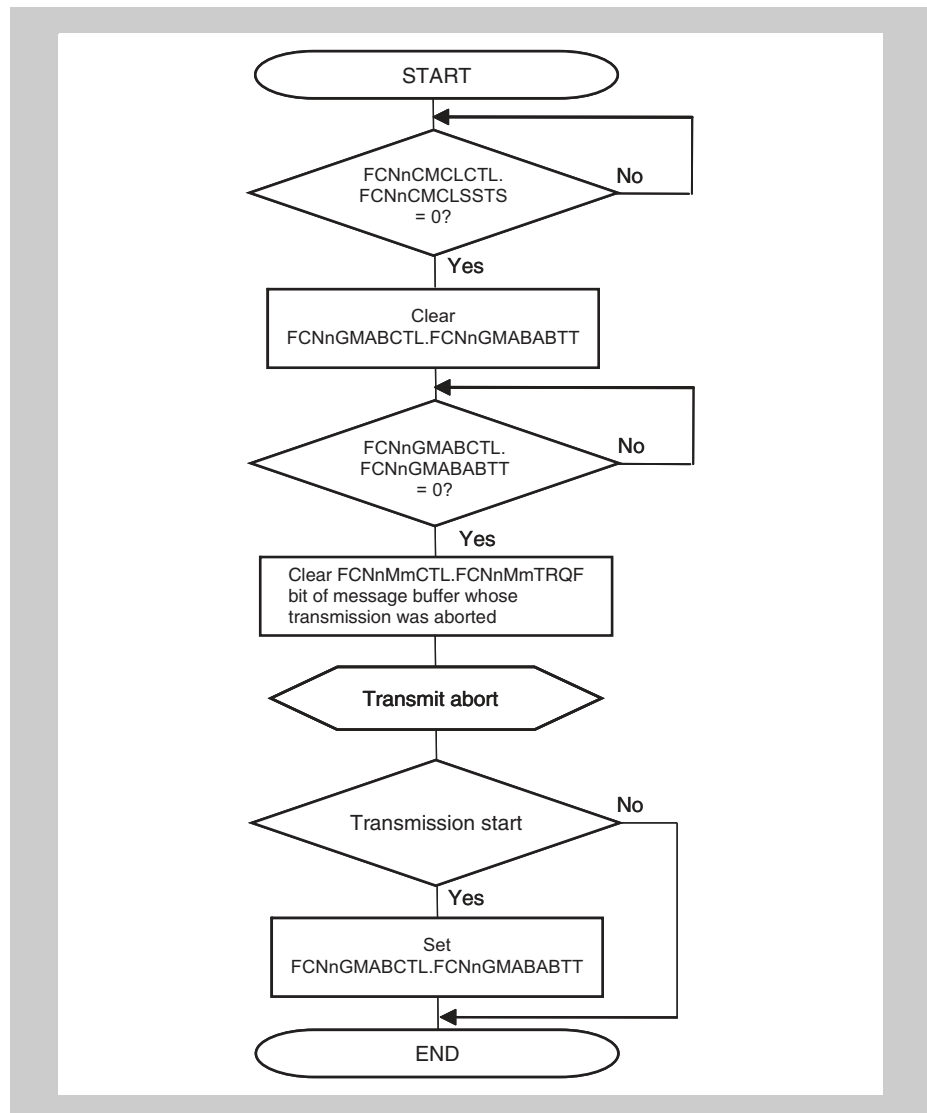 START
FCNnCMCLCTL.
FCNnCMCLSSTS
= 0?
No
Yes
Clear
FCNnGMABCTL.FCNnGMABABTT
FCNnGMABCTL.
FCNnGMABABTT
= 0?
No
Yes
Clear FCNnMmCTL.FCNnMmTRQF
bit of message buffer whose
transmission was aborted
Transmit abort
Transmission start
No
Yes
Set
FCNnGMABCTL.FCNnGMABABTT
END